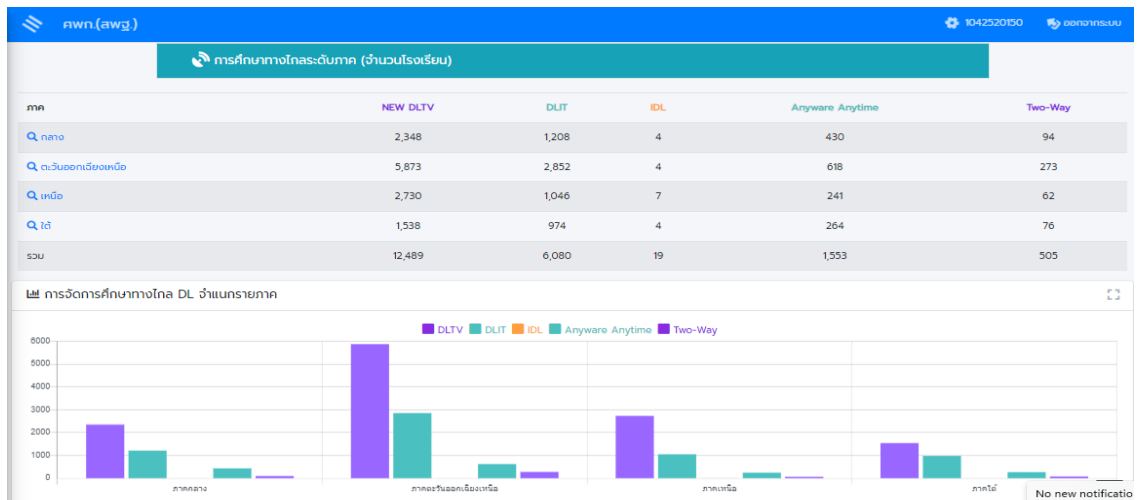 ศพก.(สพฐ.) 1042520150 ออกจากระบบ
การศึกษาทางไกลระดับภาค (จำนวนโรงเรียน)
ภาค NEW DLTV DLIT IDL Anyware Anytime Two-Way
กลาง 2,348 1,208 4 430 94
ตะวันออกเฉียงเหนือ 5,873 2,852 4 618 273
เหนือ 2,730 1,046 7 241 62
ใต้ 1,538 974 4 264 76
รวม 12,489 6,080 19 1,553 505
การจัดการศึกษาทางไกล DL จำแนกรายภาค
DLTV DLIT IDL Anyware Anytime Two-Way
6000
5000
4000
3000
2000
1000
0
ภาคกลาง ภาคตะวันออกเฉียงเหนือ ภาคเหนือ ภาคใต้
No new notificatio